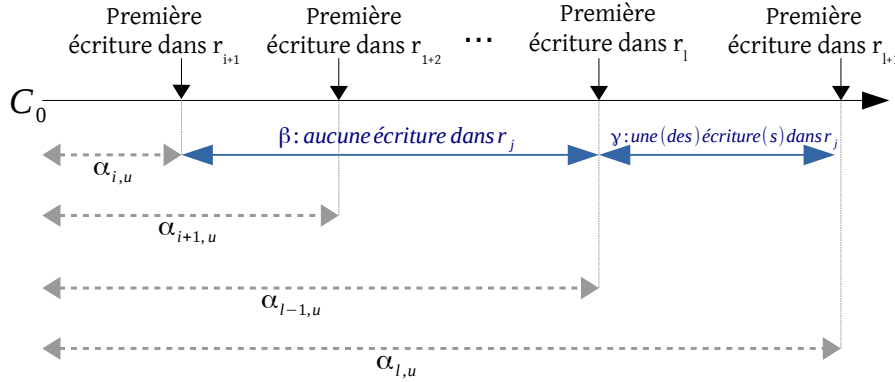 Première
écriture dans r_{i+1}
Première
écriture dans r_{1+2}
...
Première
écriture dans r_l
Première
écriture dans r_{l+1}
C_0
β: aucune écriture dans r_j
γ: une (des) écriture(s) dans r_j
α_{i,u}
α_{i+1,u}
α_{l−1,u}
α_{l,u}